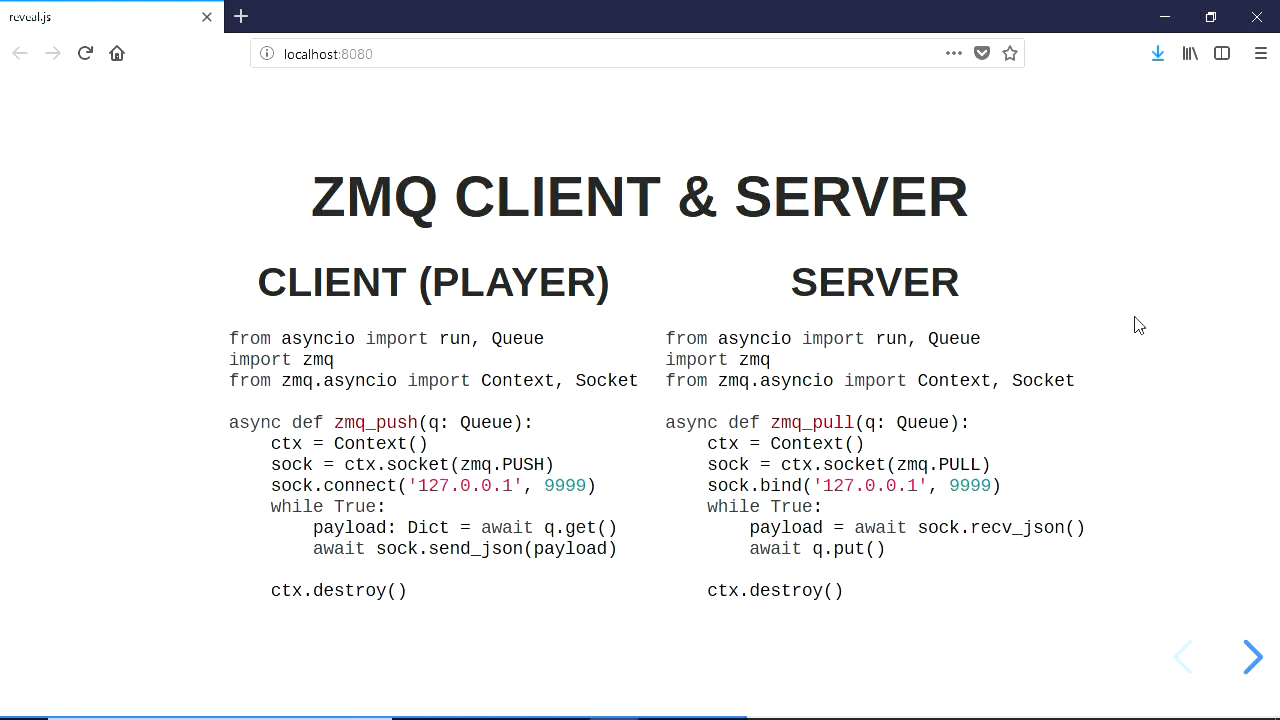 reveal.js
localhost:8080
ZMQ CLIENT & SERVER
CLIENT (PLAYER)
from asyncio import run, Queue
import zmq
from zmq.asyncio import Context, Socket
async def zmq_push(q: Queue):
    ctx = Context()
    sock = ctx.socket(zmq.PUSH)
    sock.connect('127.0.0.1', 9999)
    while True:
        payload: Dict = await q.get()
        await sock.send_json(payload)
    ctx.destroy()
SERVER
from asyncio import run, Queue
import zmq
from zmq.asyncio import Context, Socket
async def zmq_pull(q: Queue):
    ctx = Context()
    sock = ctx.socket(zmq.PULL)
    sock.bind('127.0.0.1', 9999)
    while True:
        payload = await sock.recv_json()
        await q.put()
    ctx.destroy()